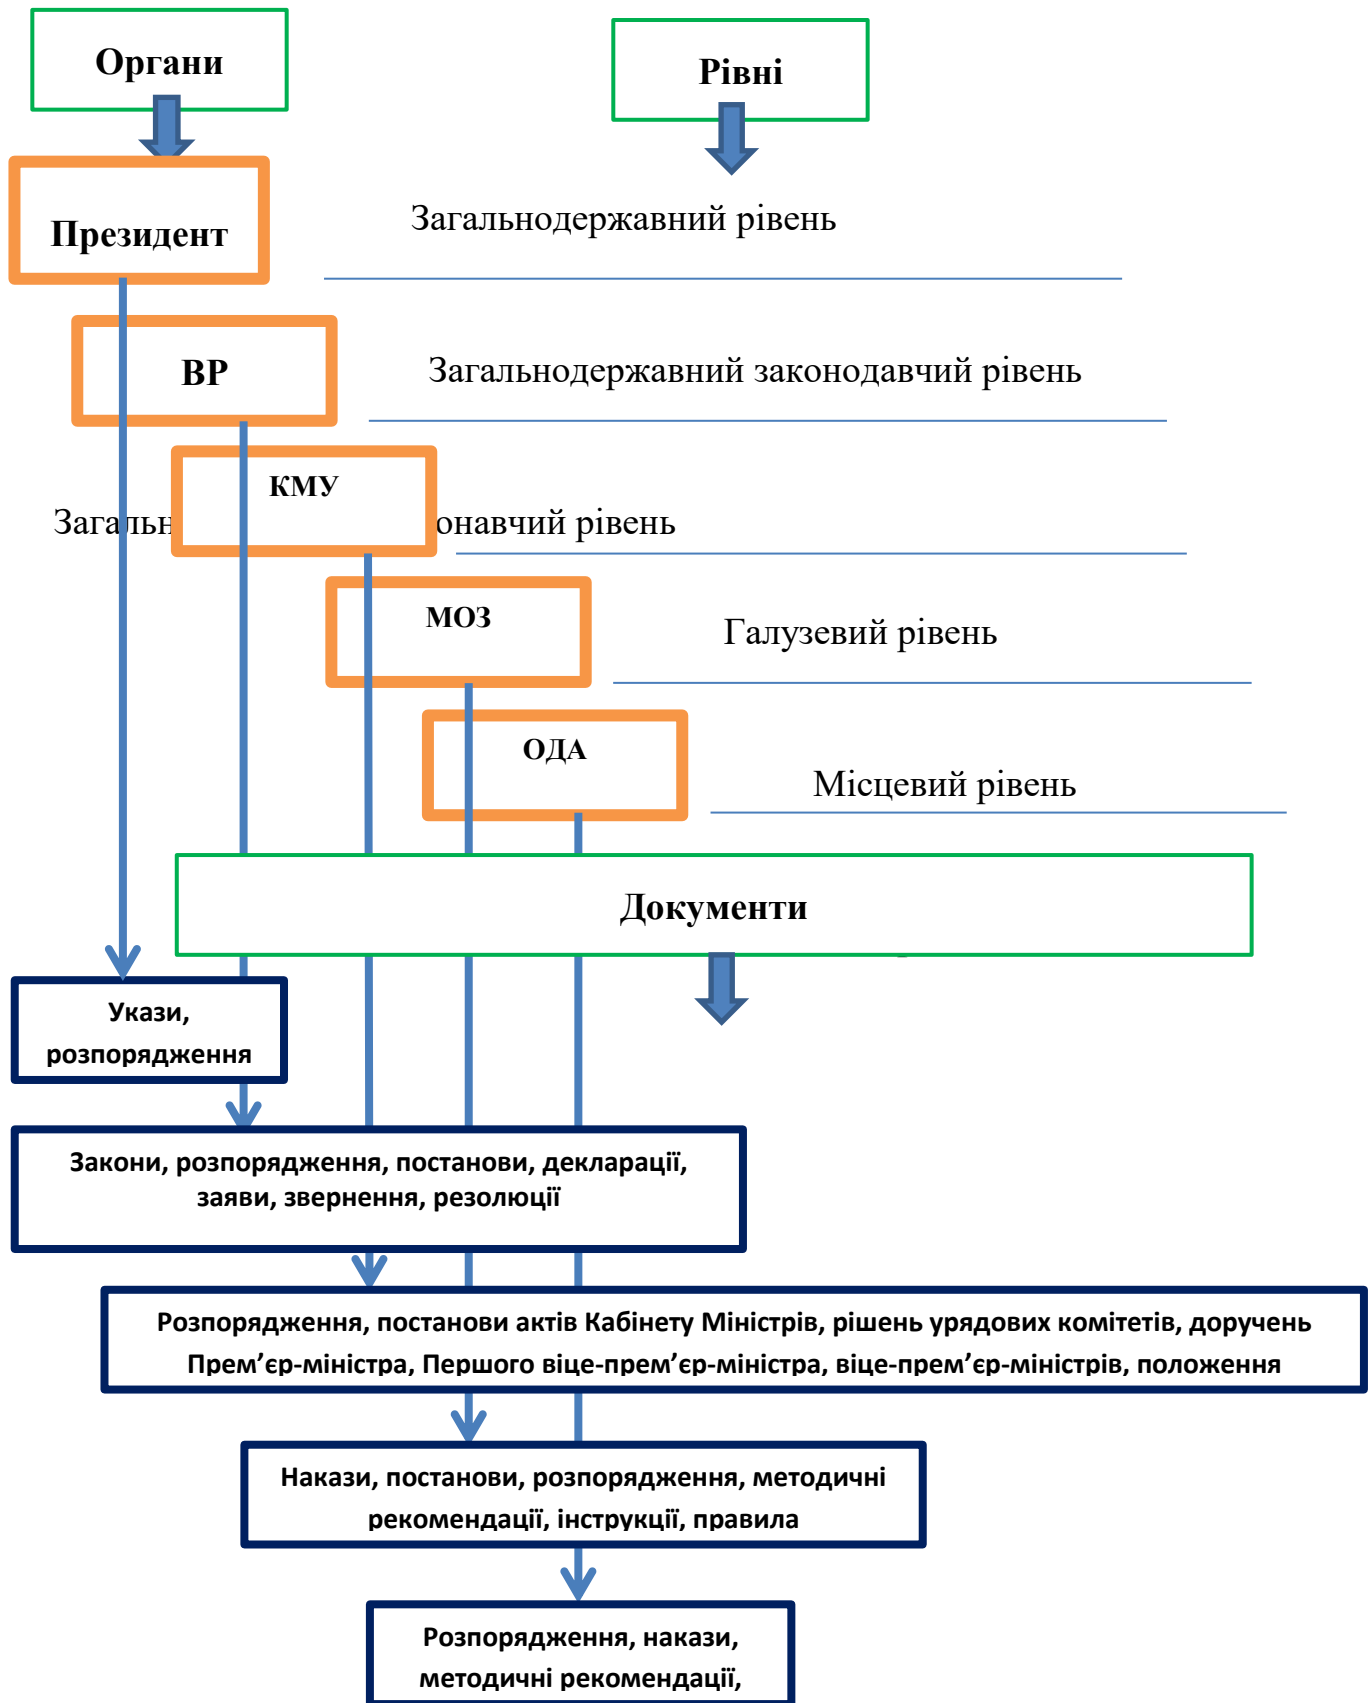 Органи
Рівні
Президент
Загальнодержавний рівень
ВР
Загальнодержавний законодавчий рівень
КМУ
Загальн онавчий рівень
МОЗ
Галузевий рівень
ОДА
Місцевий рівень
Документи
Укази,
розпорядження
Закони, розпорядження, постанови, декларації,
заяви, звернення, резолюції
Розпорядження, постанови актів Кабінету Міністрів, рішень урядових комітетів, доручень
Прем’єр-міністра, Першого віце-прем’єр-міністра, віце-прем’єр-міністрів, положення
Накази, постанови, розпорядження, методичні
рекомендації, інструкції, правила
Розпорядження, накази,
методичні рекомендації,